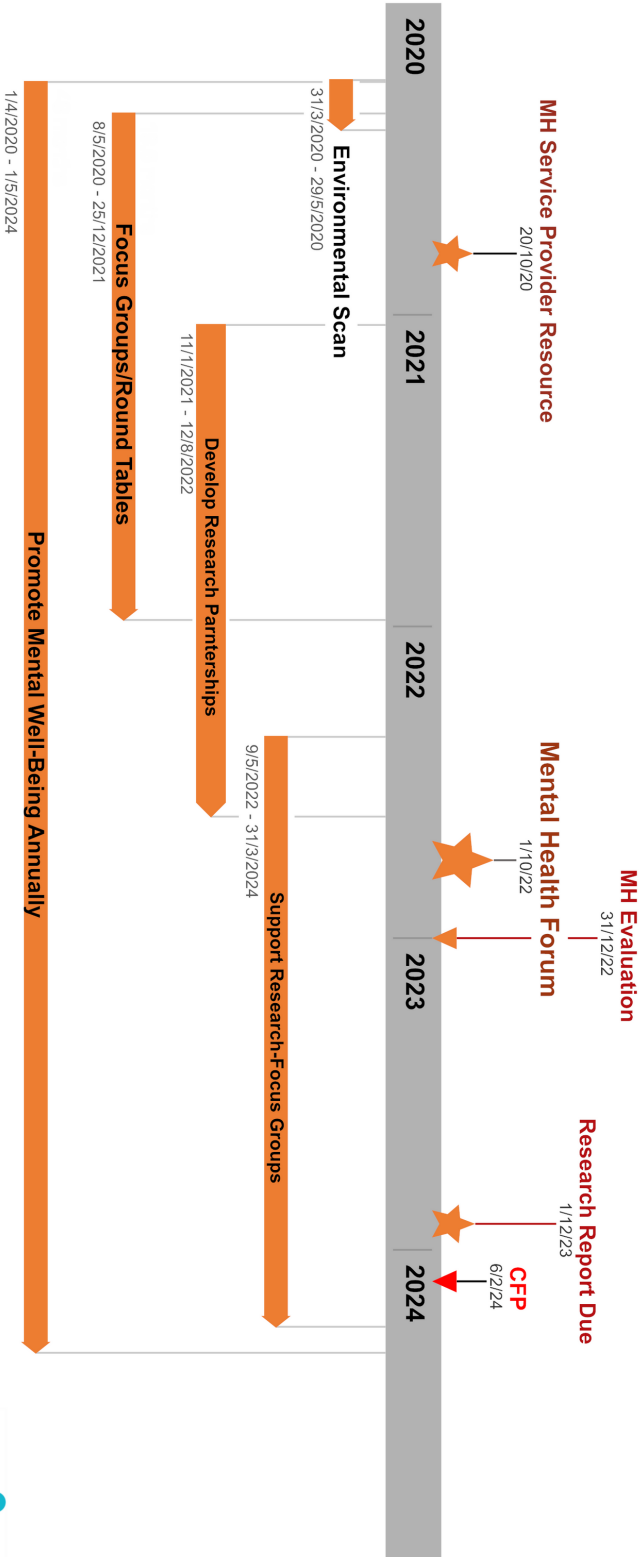 MH Evaluation
31/12/22
Research Report Due
1/12/23
MH Service Provider Resource
20/10/20
Mental Health Forum
1/10/22
CFP
6/2/24
2020
2021
2022
2023
2024
Environmental Scan
31/3/2020 - 29/5/2020
Support Research-Focus Groups
9/5/2022 - 31/3/2024
Develop Research Parnterships
11/1/2021 - 12/8/2022
Focus Groups/Round Tables
8/5/2020 - 25/12/2021
Promote Mental Well-Being Annually
1/4/2020 - 1/5/2024